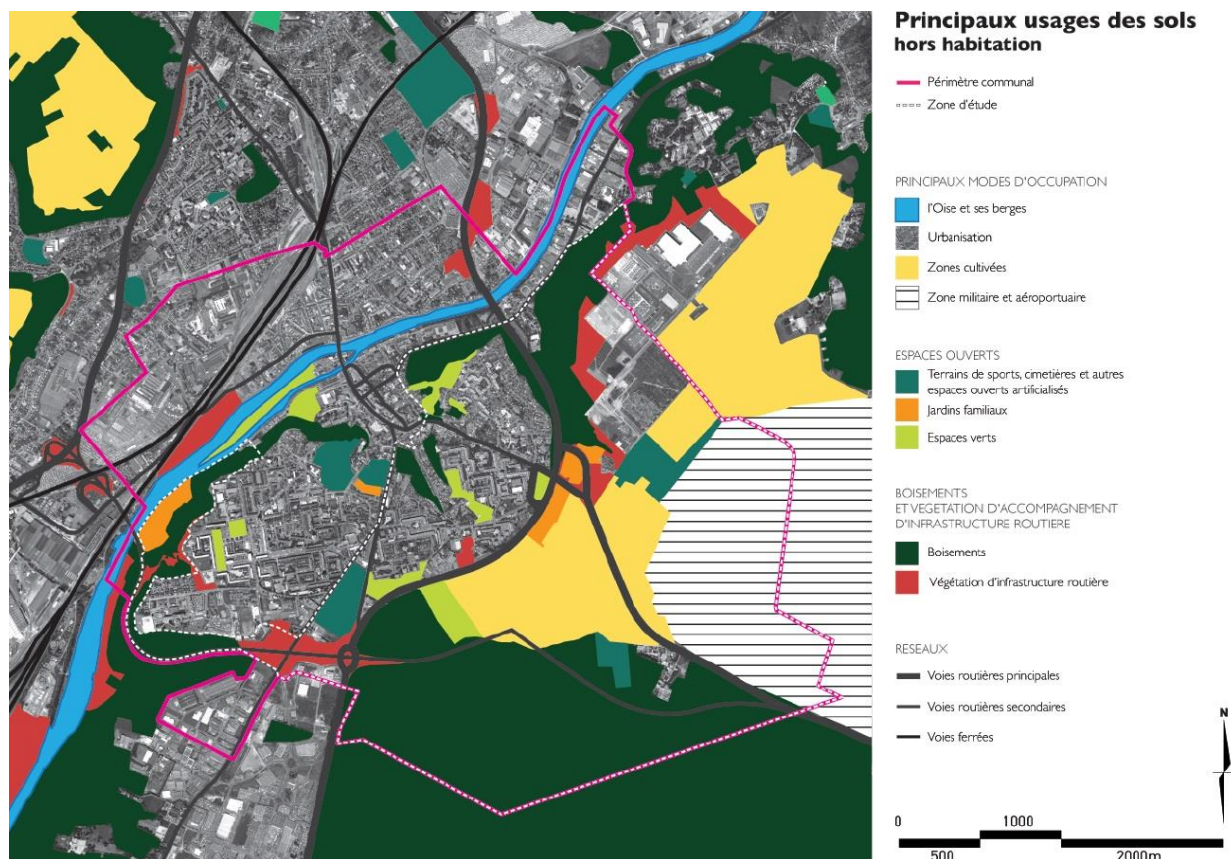 Principaux usages des sols
hors habitation
Périmètre communal
Zone d'étude
PRINCIPAUX MODES D'OCCUPATION
l'Oise et ses berges
Urbanisation
Zones cultivées
Zone militaire et aéroportuaire
ESPACES OUVERTS
Terrains de sports, cimetières et autres
espaces ouverts artificialisés
Jardins familiaux
Espaces verts
BOISEMENTS
ET VEGETATION D'ACCOMPAGNEMENT
D'INFRASTRUCTURE ROUTIERE
Boisements
Végétation d'infrastructure routière
RESEAUX
Voies routières principales
Voies routières secondaires
Voies ferrées
N
0 1000
500 2000m